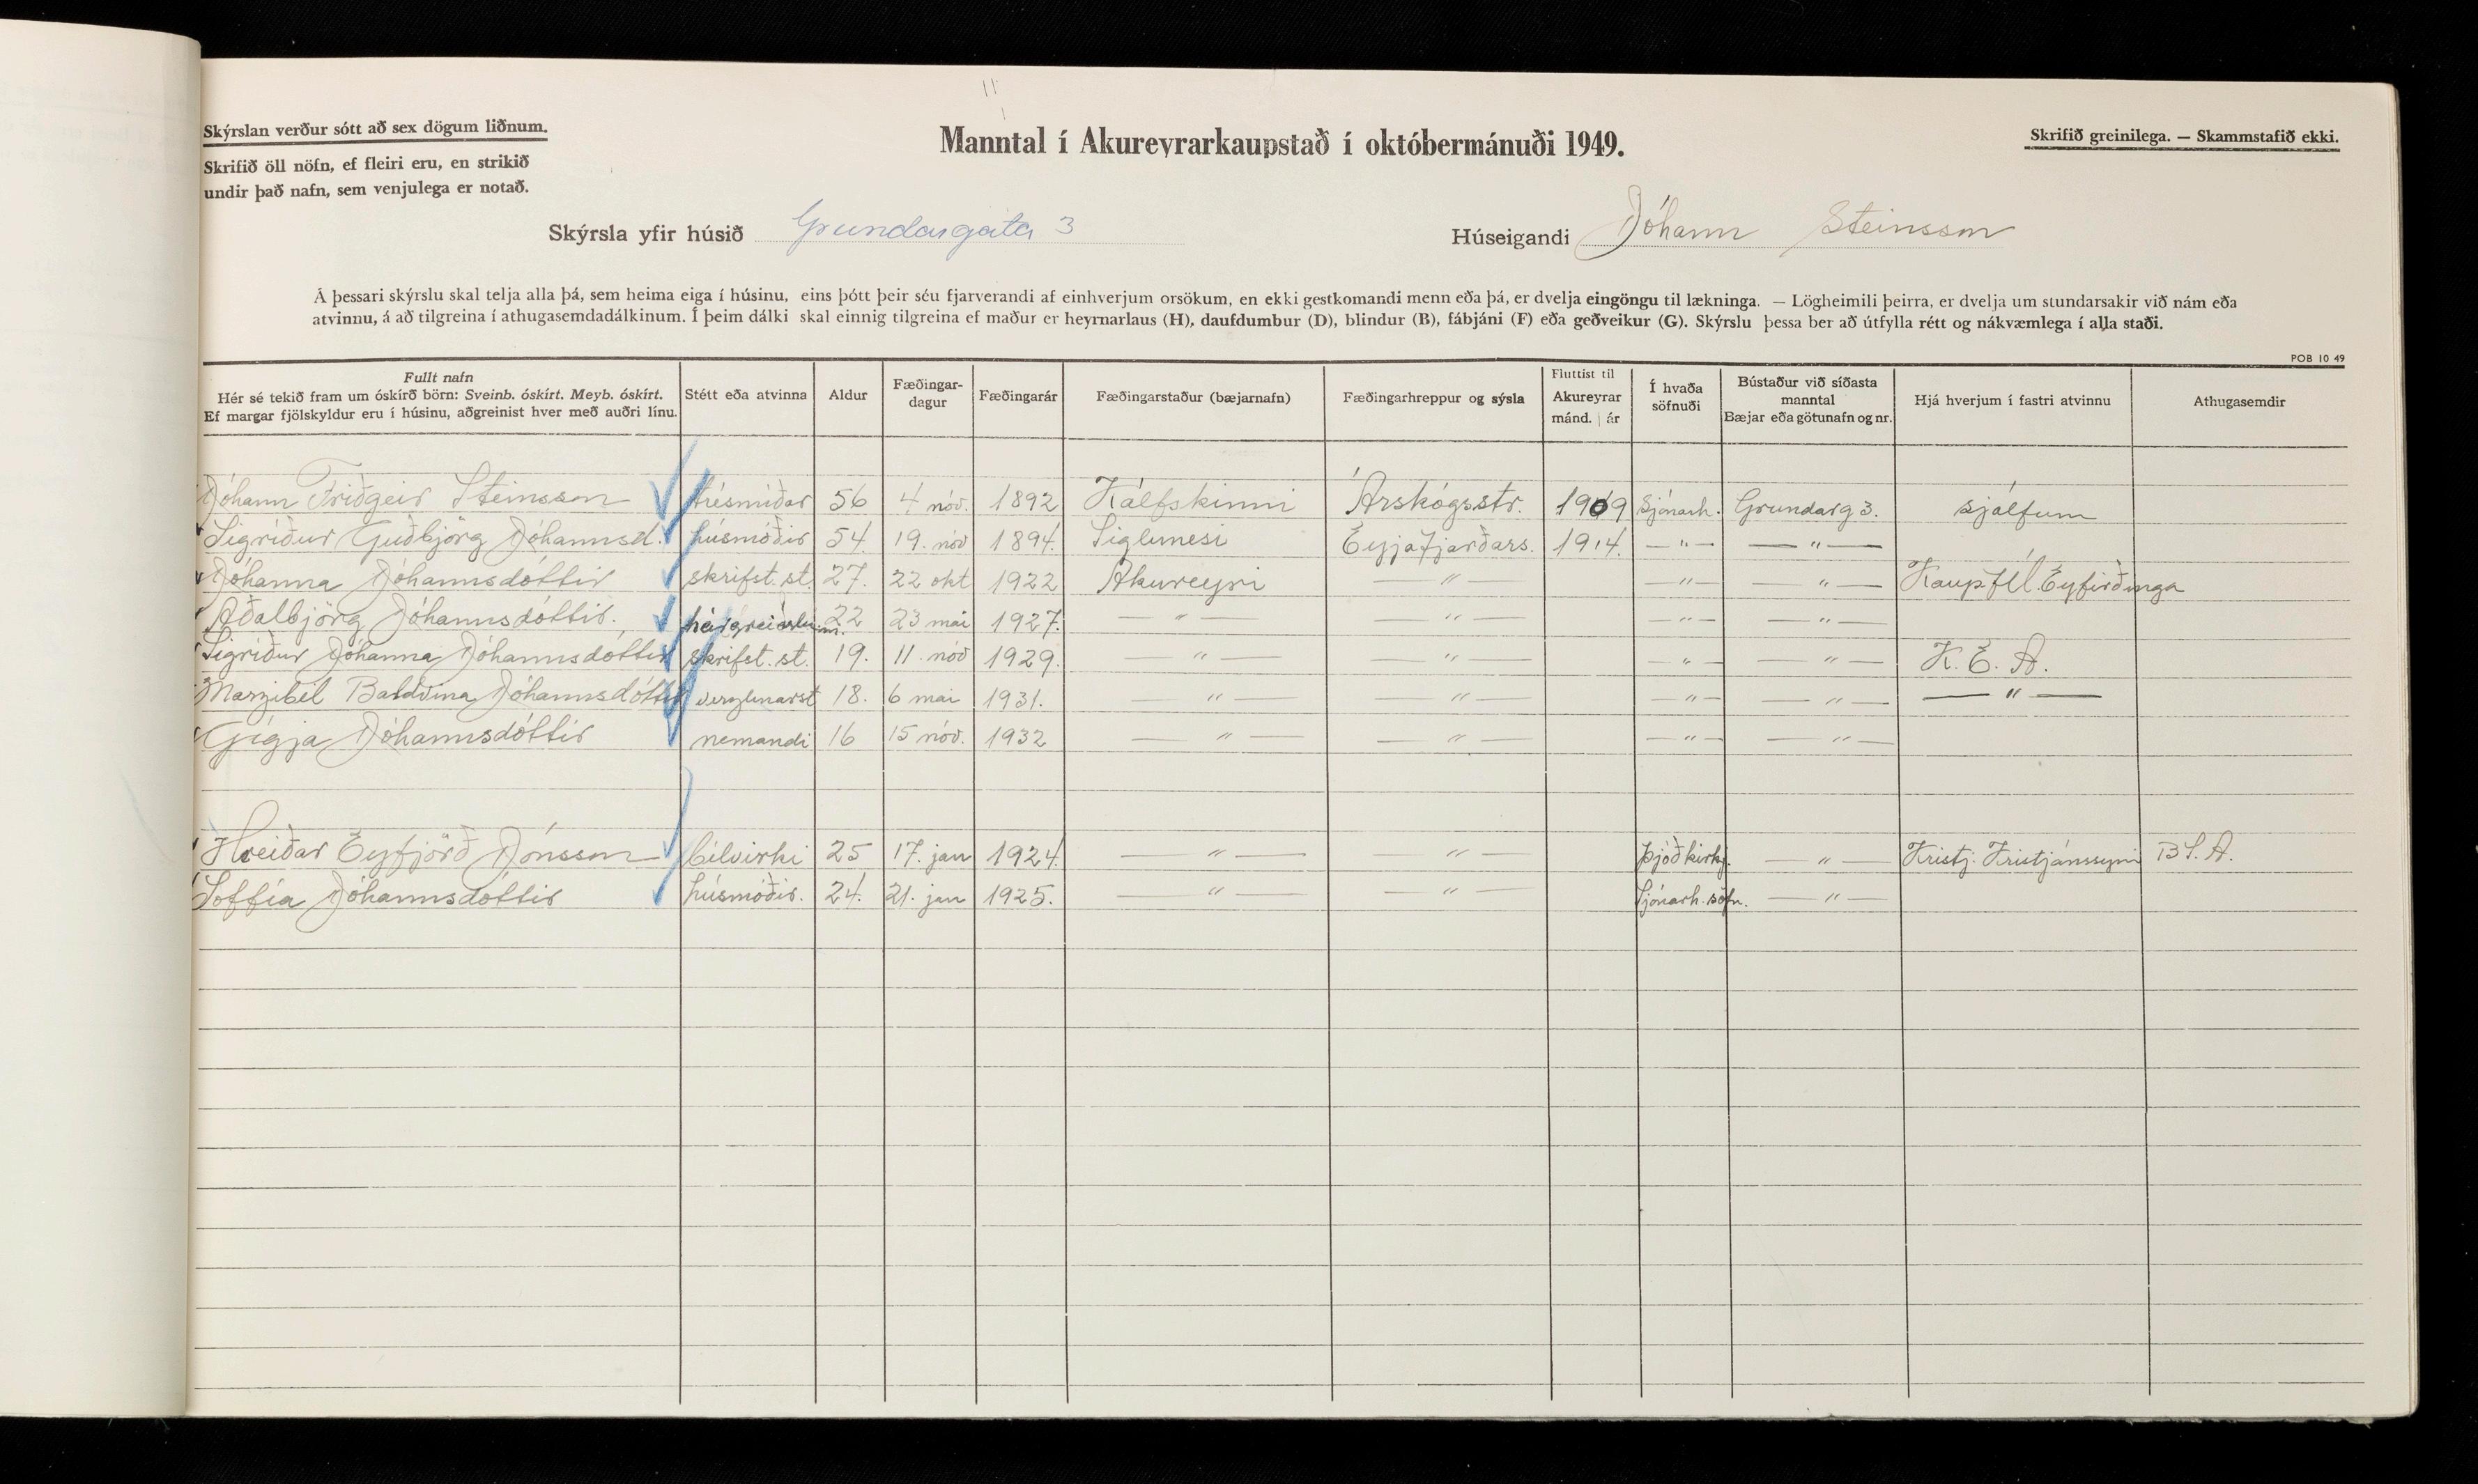 Skýrslan verður sótt að sex dögum liðnum.
Skrifið öll nöfn, ef fleiri eru, en strikið
undir það nafn, sem venjulega er notað.
Manntal í Akureyrarkaupstað í októbermánuði 1949.
Skrifið greinilega. — Skammstafið ekki.
Skýrsla yfir húsið Grundargata 3
Húseigandi Jóhann Steinsson
Á þessari skýrslu skal telja alla þá, sem heima eiga í húsinu, eins þótt þeir séu fjarverandi af einhverjum orsökum, en ekki gestkomandi menn eða þá, er dvelja eingöngu til lækninga. — Lögheimili þeirra, er dvelja um stundarsakir við nám eða
atvinnu, á að tilgreina í athugasemdadálkinum. Í þeim dálki skal einnig tilgreina ef maður er heyrnarlaus (H), daufdumbur (D), blindur (B), fábjáni (F) eða geðveikur (G). Skýrslu þessa ber að útfylla rétt og nákvæmlega í alla staði.
POB 10 49
Fullt nafn
Hér sé tekið fram um óskírð börn: Sveinb. óskírt. Meyb. óskírt.
Ef margar fjölskyldur eru í húsinu, aðgreinist hver með auðri línu.
Stétt eða atvinna
Aldur
Fæðingar-
dagur
Fæðingarár
Fæðingarstaður (bæjarnafn)
Fæðingarhreppur og sýsla
Fluttist til
Akureyrar
mánd. | ár
Í hvaða
söfnuði
Bústaður við síðasta
manntal
Bæjar eða götunafn og nr.
Hjá hverjum í fastri atvinnu
Athugasemdir
Jóhann Friðgeir Steinsson trésmiðar 56 4 nóv. 1892 Kálfskinni Árskógsstr. 1909 Sjónarh. Grundarg 3. sjálfum
Sigríður Guðbjörg Jóhannsd. húsmóðir 54. 19. nóv 1894. Siglunesi Eyjafjarðars. 1914. — " — — " —
Jóhanna Jóhannsdóttir skrifst. st. 27. 22 okt 1922 Akureyri — " — — " — — " — Kaupfél. Eyfirðinga
Aðalbjörg Jóhannsdóttir. hárgreiðslum. 22 23 mai 1927. — " — — " — — " — — " —
Sigríður Jóhanna Jóhannsdóttir skrifst. st. 19. 11. nóv 1929. — " — — " — — " — — " — K. E. A.
Marzibil Baldvina Jóhannsdóttir verzlunarst 18. 6 mai 1931. — " — — " — — " — — " — — " —
Gígja Jóhannsdóttir nemandi 16 15 nóv. 1932 — " — — " — — " — — " —
Hreiðar Eyfjörð Jónsson bílvirki 25 17. jan 1924. — " — — " — Þjóðkirkj. — " — Kristj. Kristjánssyni B S. A.
Soffía Jóhannsdóttir húsmóðir. 24. 21. jan 1925. — " — — " — Sjónarh. söfn. — " —